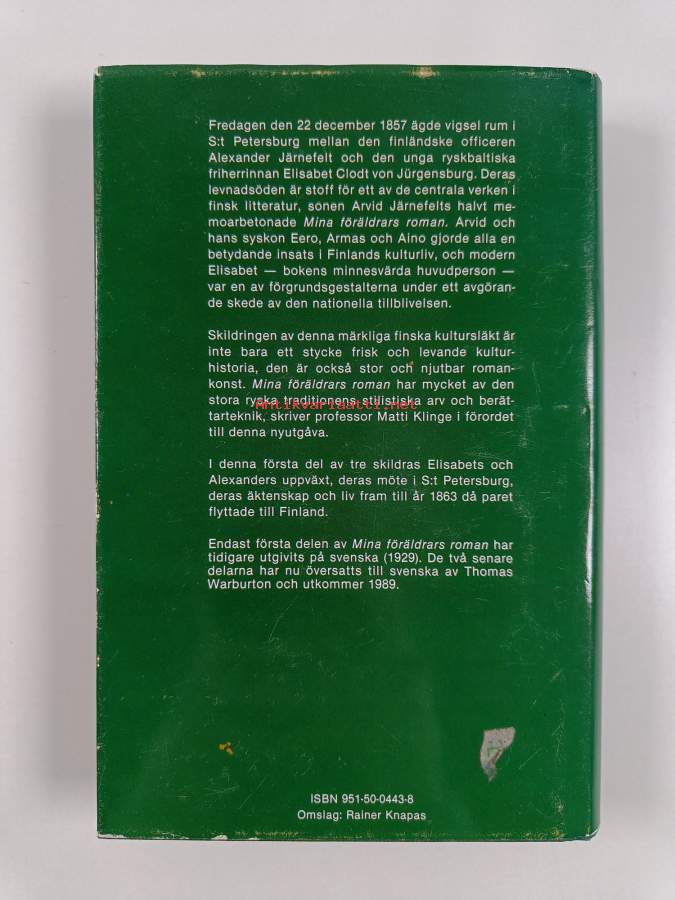 Fredagen den 22 december 1857 ägde vigsel rum i
S:t Petersburg mellan den finländske officeren
Alexander Järnefelt och den unga ryskbaltiska
friherrinnan Elisabet Clodt von Jürgensburg. Deras
levnadsöden är stoff för ett av de centrala verken i
finsk litteratur, sonen Arvid Järnefelts halvt me-
moarbetonade Mina föräldrars roman. Arvid och
hans syskon Eero, Armas och Aino gjorde alla en
betydande insats i Finlands kulturliv, och modern
Elisabet — bokens minnesvärda huvudperson —
var en av förgrundsgestalterna under ett avgöran-
de skede av den nationella tillblivelsen.
Skildringen av denna märkliga finska kultursläkt är
inte bara ett stycke frisk och levande kultur-
historia, den är också stor och njutbar roman-
konst. Mina föräldrars roman har mycket av den
stora ryska traditionens stilistiska arv och berät-
Antikvariaatti.net
tarteknik, skriver professor Matti Klinge i förordet
till denna nyutgåva.
I denna första del av tre skildras Elisabets och
Alexanders uppväxt, deras möte i S:t Petersburg,
deras äktenskap och liv fram till år 1863 då paret
flyttade till Finland.
Endast första delen av Mina föräldrars roman har
tidigare utgivits på svenska (1929). De två senare
delarna har nu översatts till svenska av Thomas
Warburton och utkommer 1989.
ISBN 951-50-0443-8
Omslag: Rainer Knapas